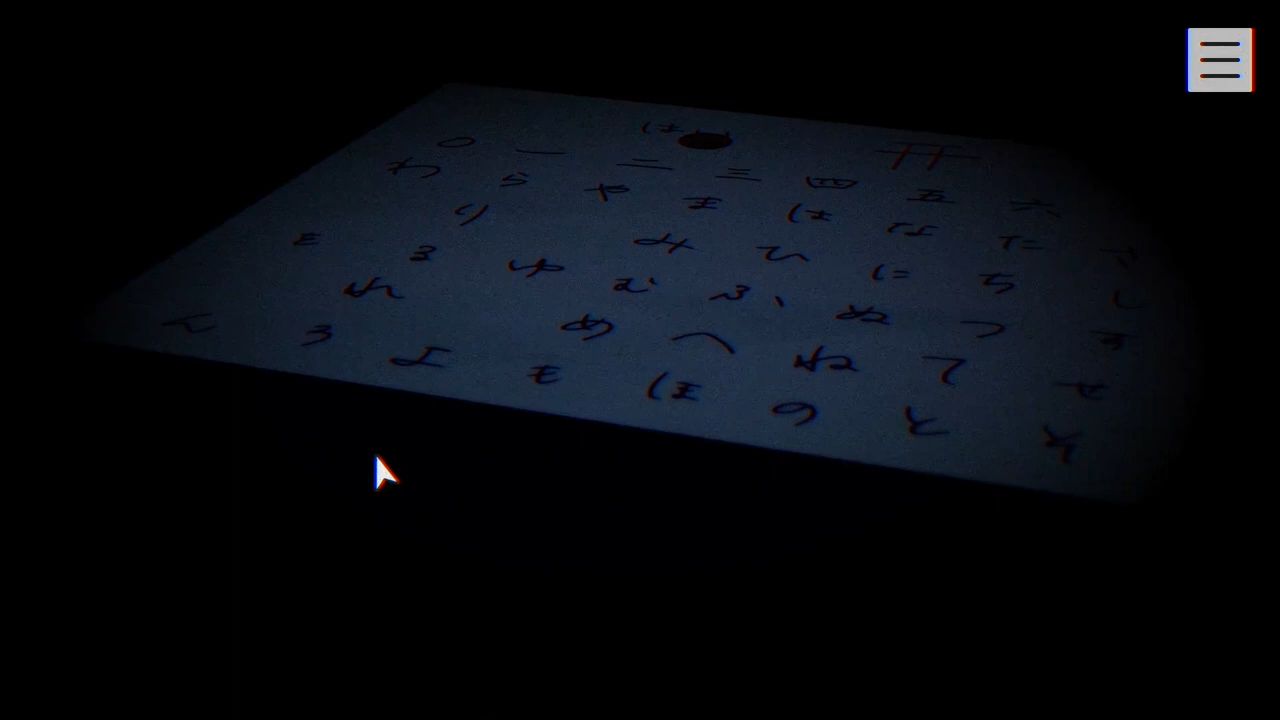 は
〇 一 二 三 四 五 六
わ ら や ま は な た さ
り み ひ に ち し
を る ゆ む ふ ぬ つ す
れ め へ ね て せ
ん ろ よ も ほ の と そ